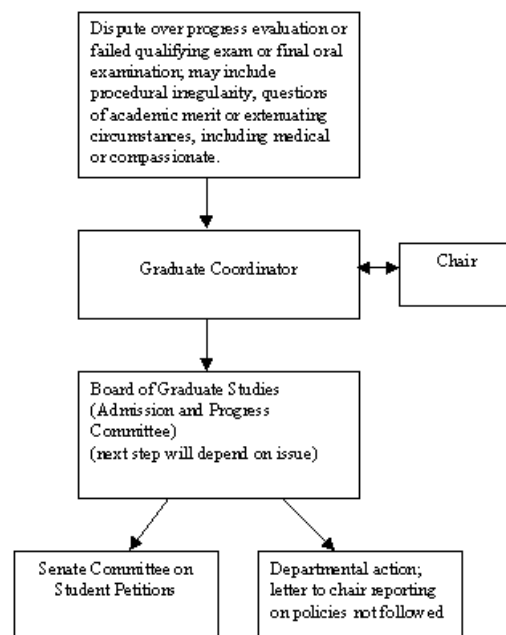 Dispute over progress evaluation or
failed qualifying exam or final oral
examination; may include
procedural irregularity, questions
of academic merit or extenuating
circumstances, including medical
or compassionate.
Graduate Coordinator
Chair
Board of Graduate Studies
(Admission and Progress
Committee)
(next step will depend on issue)
Senate Committee on
Student Petitions
Departmental action;
letter to chair reporting
on policies not followed